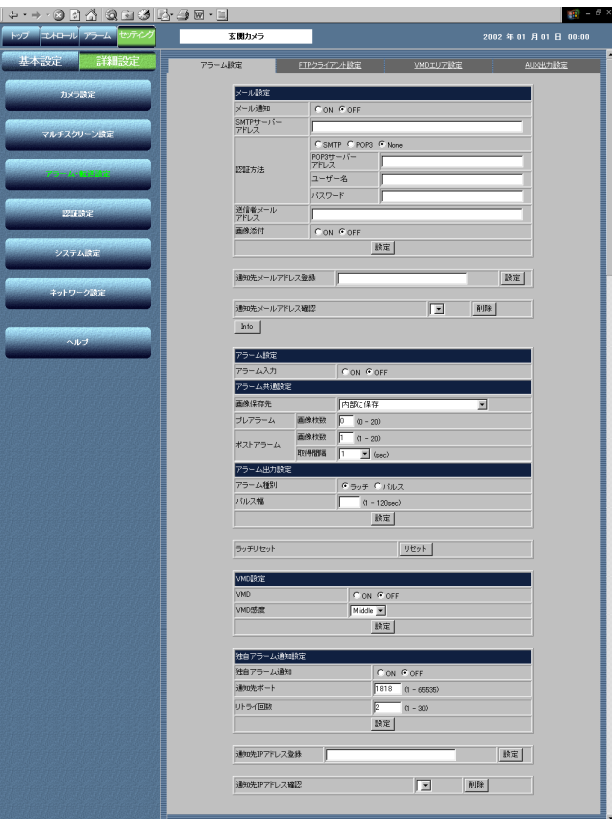 トップ コントロール アラーム セッティング
玄関カメラ
2002 年 01 月 01 日 00:00
基本設定 詳細設定
カメラ設定
マルチスクリーン設定
認証設定
システム設定
ネットワーク設定
ヘルプ
アラーム設定 FTPクライアント設定 VMDエリア設定 AUX出力設定
メール設定
メール通知 ON OFF
SMTPサーバー
アドレス
認証方法 SMTP POP3 None
POP3サーバー
アドレス
ユーザー名
パスワード
送信者メール
アドレス
画像添付 ON OFF
設定
通知先メールアドレス登録 設定
通知先メールアドレス確認 削除
Info
アラーム設定
アラーム入力 ON OFF
アラーム共通設定
画像保存先 内部に保存
プレアラーム 画像枚数 0 (0 - 20)
ポストアラーム 画像枚数 1 (1 - 20)
取得間隔 1 (sec)
アラーム出力設定
アラーム種別 ラッチ パルス
パルス幅 (1 - 120sec)
設定
ラッチリセット リセット
VMD設定
VMD ON OFF
VMD感度 Middle
設定
独自アラーム通知設定
独自アラーム通知 ON OFF
通知先ポート 1818 (1 - 65535)
リトライ回数 2 (1 - 30)
設定
通知先IPアドレス登録 設定
通知先IPアドレス確認 削除